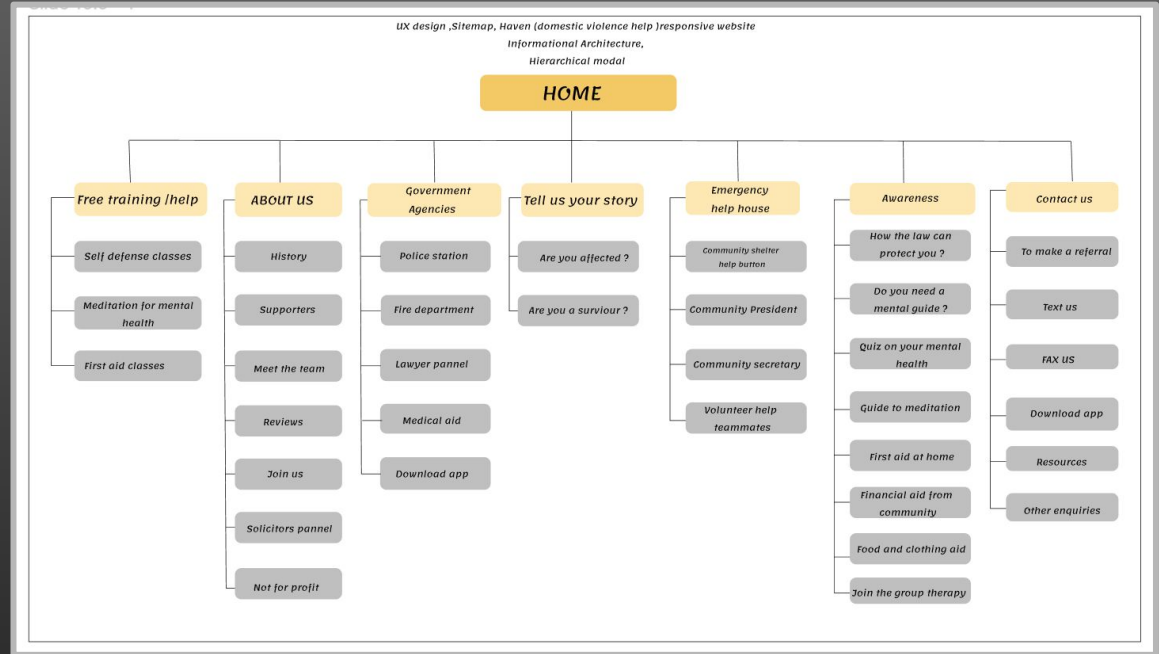 UX design ,Sitemap, Haven (domestic violence help )responsive website
Informational Architecture,
Hierarchical modal
HOME
Free training /help
Self defense classes
Meditation for mental
health
First aid classes
ABOUT US
History
Supporters
Meet the team
Reviews
Join us
Solicitors pannel
Not for profit
Government
Agencies
Police station
Fire department
Lawyer pannel
Medical aid
Download app
Tell us your story
Are you affected ?
Are you a surviour ?
Emergency
help house
Community shelter
help button
Community President
Community secretary
Volunteer help
teammates
Awareness
How the law can
protect you ?
Do you need a
mental guide ?
Quiz on your mental
health
Guide to meditation
First aid at home
Financial aid from
community
Food and clothing aid
Join the group therapy
Contact us
To make a referral
Text us
FAX US
Download app
Resources
Other enquiries